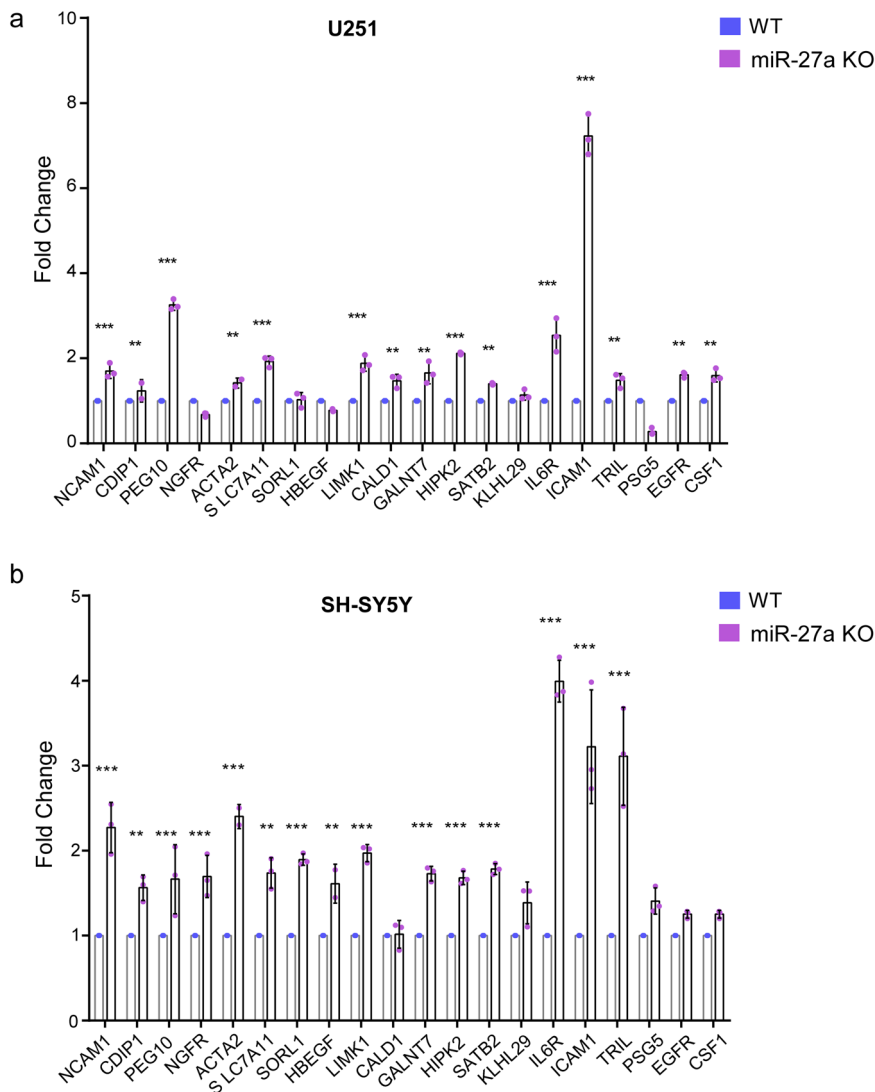 a
U251
WT
miR-27a KO
Fold Change
10
8
6
4
2
0
*** ** *** ** *** *** ** ** *** ** *** *** ** ** **
NCAM1 CDIP1 PEG10 NGFR ACTA2 S LC7A11 SORL1 HBEGF LIMK1 CALD1 GALNT7 HIPK2 SATB2 KLHL29 IL6R ICAM1 TRIL PSG5 EGFR CSF1
b
SH-SY5Y
WT
miR-27a KO
Fold Change
5
4
3
2
1
0
*** ** *** *** *** ** *** ** *** *** *** *** *** *** ***
NCAM1 CDIP1 PEG10 NGFR ACTA2 S LC7A11 SORL1 HBEGF LIMK1 CALD1 GALNT7 HIPK2 SATB2 KLHL29 IL6R ICAM1 TRIL PSG5 EGFR CSF1